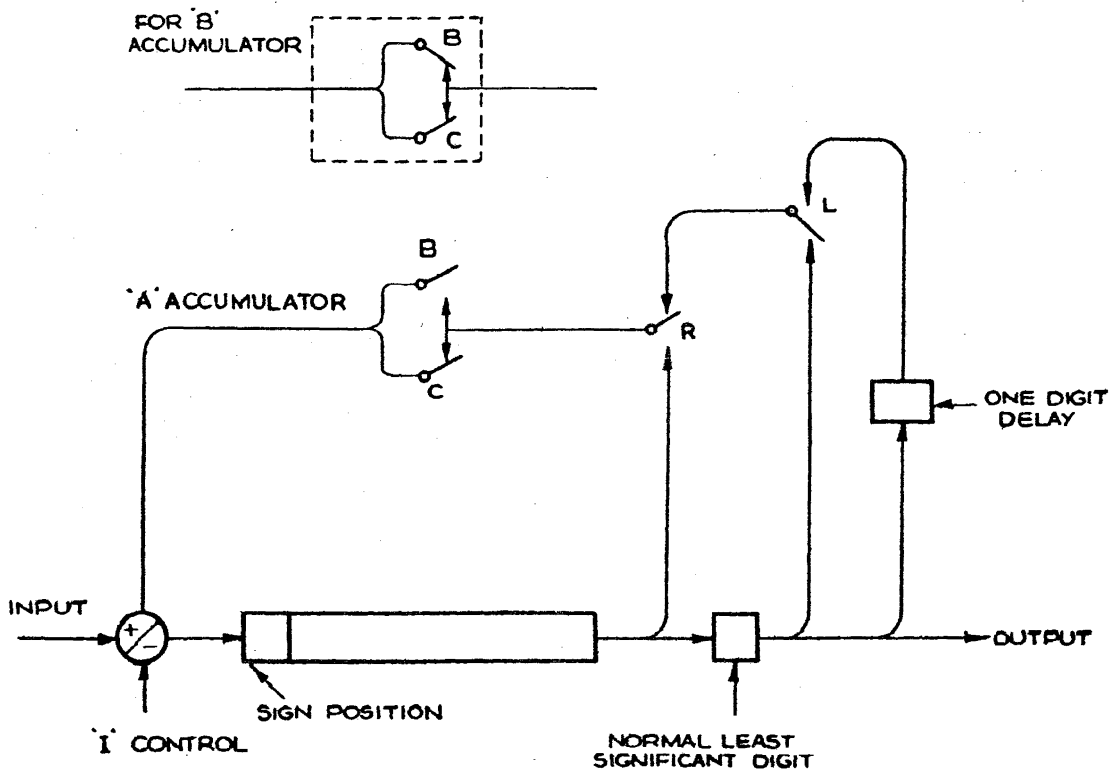 FOR 'B'
ACCUMULATOR
B
C
L
B
'A' ACCUMULATOR
R
C
ONE DIGIT
DELAY
INPUT
+
-
OUTPUT
SIGN POSITION
'I' CONTROL
NORMAL LEAST
SIGNIFICANT DIGIT